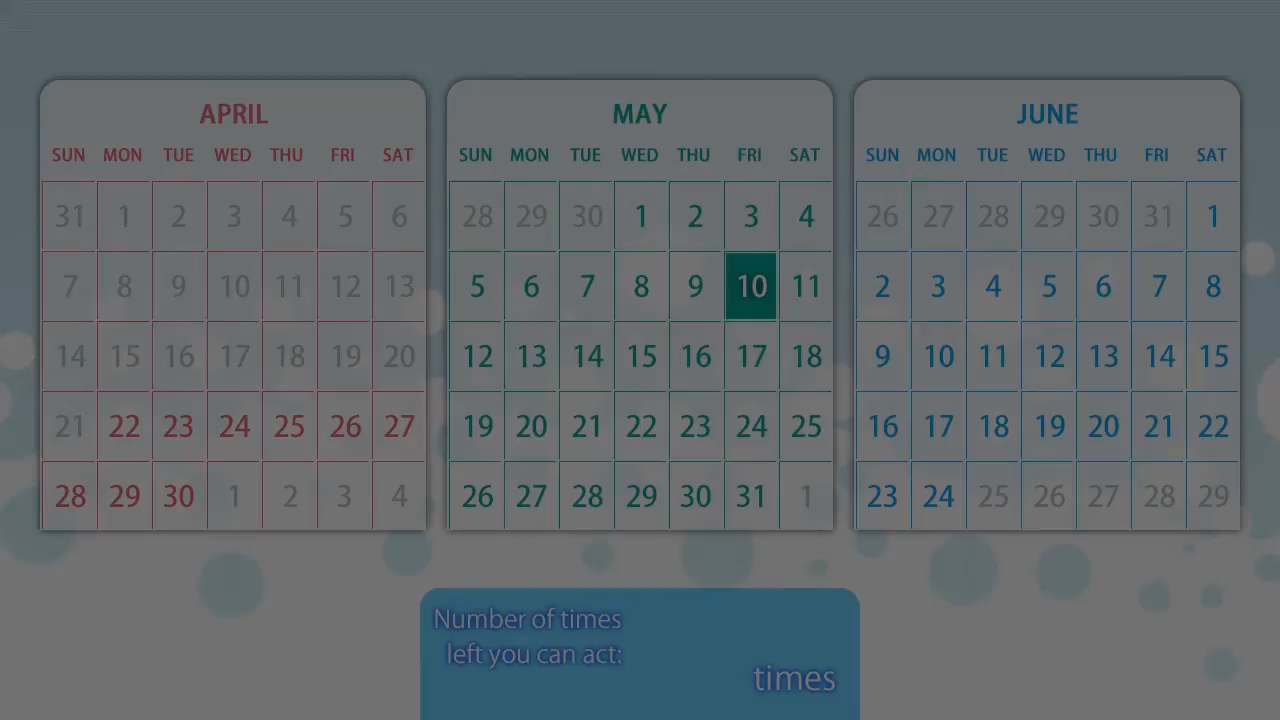 APRIL
SUN MON TUE WED THU FRI SAT
31 1 2 3 4 5 6
7 8 9 10 11 12 13
14 15 16 17 18 19 20
21 22 23 24 25 26 27
28 29 30 1 2 3 4
MAY
SUN MON TUE WED THU FRI SAT
28 29 30 1 2 3 4
5 6 7 8 9 10 11
12 13 14 15 16 17 18
19 20 21 22 23 24 25
26 27 28 29 30 31 1
JUNE
SUN MON TUE WED THU FRI SAT
26 27 28 29 30 31 1
2 3 4 5 6 7 8
9 10 11 12 13 14 15
16 17 18 19 20 21 22
23 24 25 26 27 28 29
Number of times
left you can act:
times